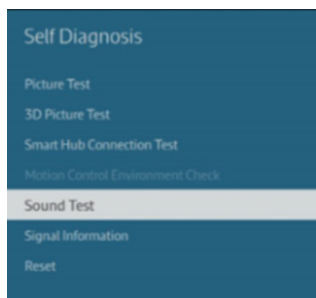 Self Diagnosis
Picture Test
3D Picture Test
Smart Hub Connection Test
Motion Control Environment Check
Sound Test
Signal Information
Reset